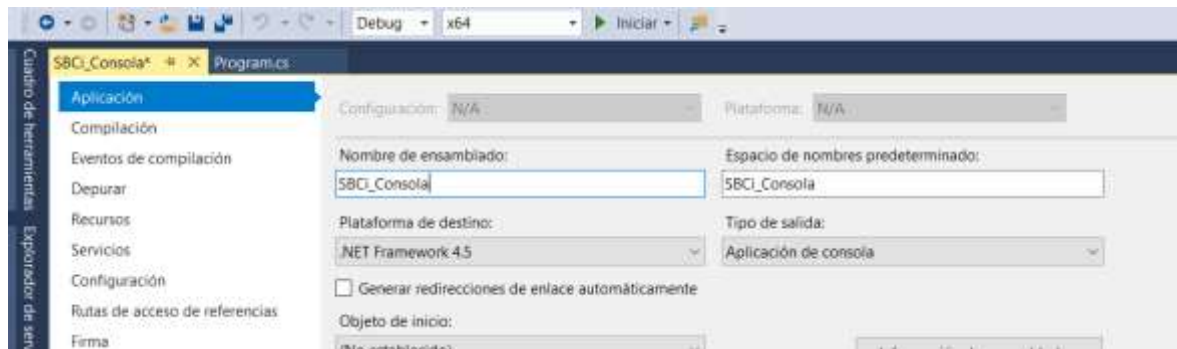 Debug x64 Iniciar
SBCi_Consola* Program.cs
Cuadro de herramientas
Explorador de serv
Aplicación
Compilación
Eventos de compilación
Depurar
Recursos
Servicios
Configuración
Rutas de acceso de referencias
Firma
Configuración: N/A Plataforma: N/A
Nombre de ensamblado: Espacio de nombres predeterminado:
SBCi_Consola SBCi_Consola
Plataforma de destino: Tipo de salida:
.NET Framework 4.5 Aplicación de consola
Generar redirecciones de enlace automáticamente
Objeto de inicio: